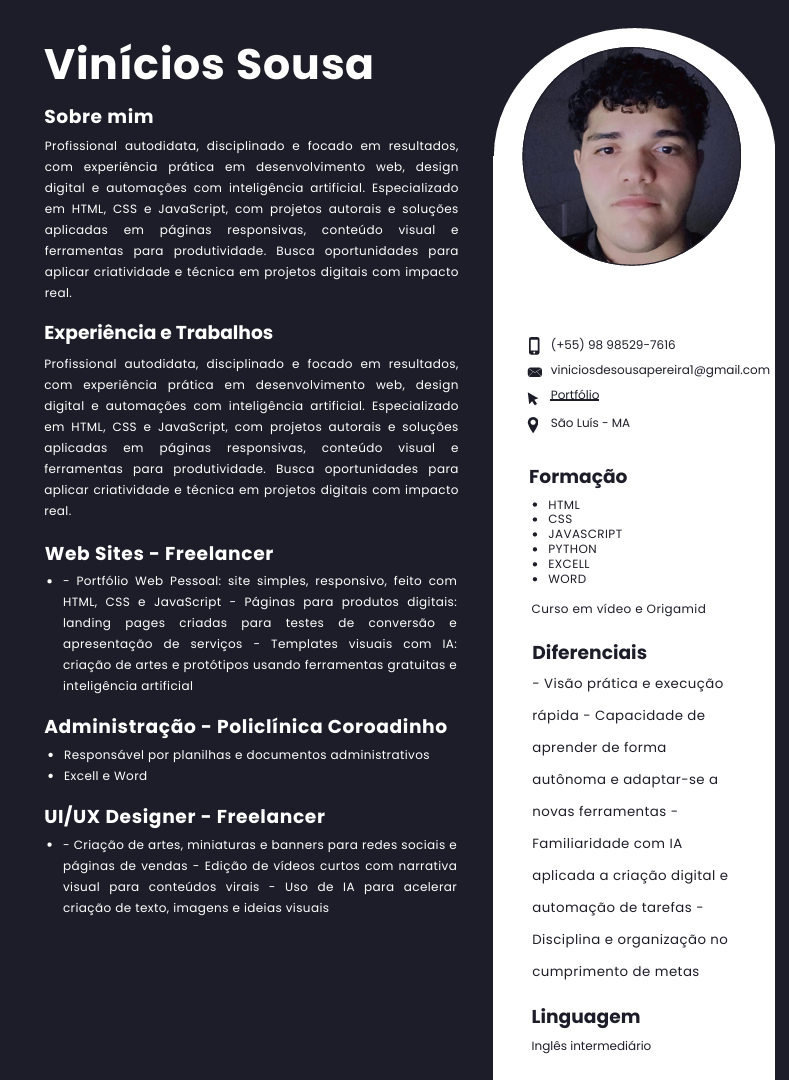 Vinícios Sousa
Sobre mim
Profissional autodidata, disciplinado e focado em resultados,
com experiência prática em desenvolvimento web, design
digital e automações com inteligência artificial. Especializado
em HTML, CSS e JavaScript, com projetos autorais e soluções
aplicadas em páginas responsivas, conteúdo visual e
ferramentas para produtividade. Busca oportunidades para
aplicar criatividade e técnica em projetos digitais com impacto
real.
Experiência e Trabalhos
Profissional autodidata, disciplinado e focado em resultados,
com experiência prática em desenvolvimento web, design
digital e automações com inteligência artificial. Especializado
em HTML, CSS e JavaScript, com projetos autorais e soluções
aplicadas em páginas responsivas, conteúdo visual e
ferramentas para produtividade. Busca oportunidades para
aplicar criatividade e técnica em projetos digitais com impacto
real.
Web Sites - Freelancer
• - Portfólio Web Pessoal: site simples, responsivo, feito com
HTML, CSS e JavaScript - Páginas para produtos digitais:
landing pages criadas para testes de conversão e
apresentação de serviços - Templates visuais com IA:
criação de artes e protótipos usando ferramentas gratuitas e
inteligência artificial
Administração - Policlínica Coroadinho
• Responsável por planilhas e documentos administrativos
• Excell e Word
UI/UX Designer - Freelancer
• - Criação de artes, miniaturas e banners para redes sociais e
páginas de vendas - Edição de vídeos curtos com narrativa
visual para conteúdos virais - Uso de IA para acelerar
criação de texto, imagens e ideias visuais
(+55) 98 98529-7616
viniciosdesousapereira1@gmail.com
Portfólio
São Luís - MA
Formação
• HTML
• CSS
• JAVASCRIPT
• PYTHON
• EXCELL
• WORD
Curso em vídeo e Origamid
Diferenciais
- Visão prática e execução
rápida - Capacidade de
aprender de forma
autônoma e adaptar-se a
novas ferramentas -
Familiaridade com IA
aplicada a criação digital e
automação de tarefas -
Disciplina e organização no
cumprimento de metas
Linguagem
Inglês intermediário